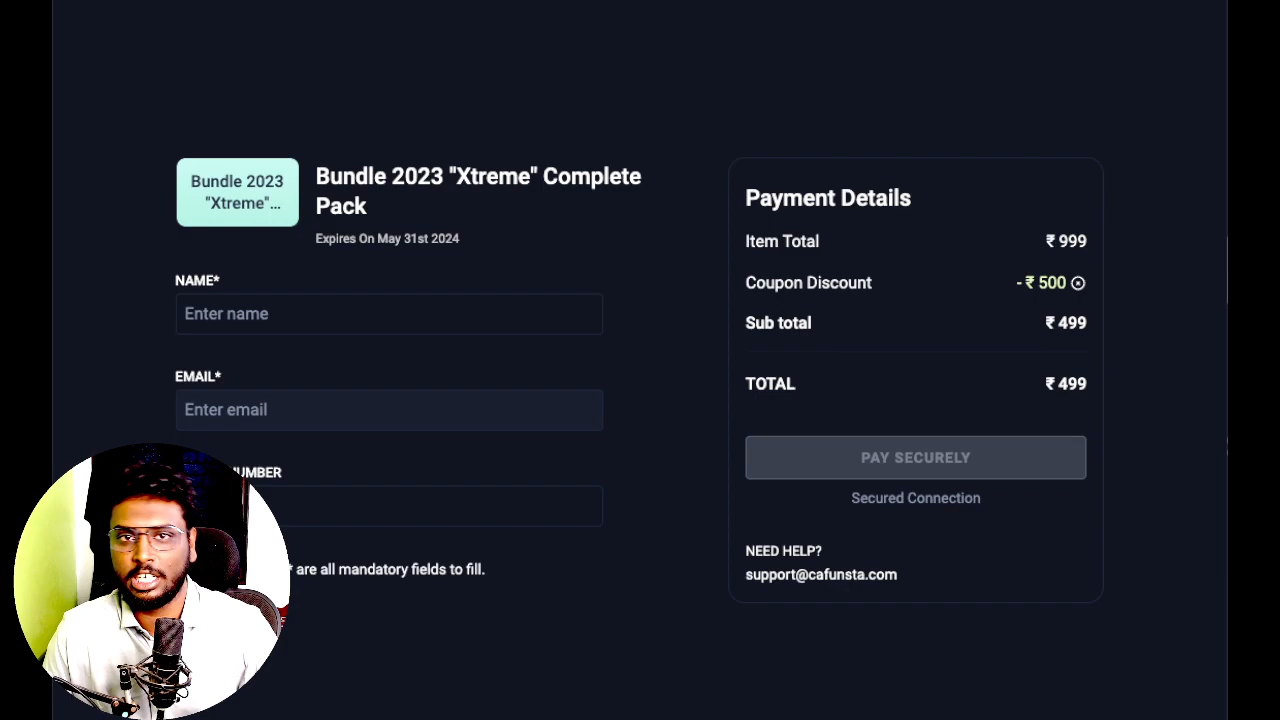 Bundle 2023
"Xtreme"...
Bundle 2023 "Xtreme" Complete
Pack
Expires On May 31st 2024
NAME*
Enter name
EMAIL*
Enter email
NUMBER
* are all mandatory fields to fill.
Payment Details
Item Total ₹ 999
Coupon Discount - ₹ 500
Sub total ₹ 499
TOTAL ₹ 499
PAY SECURELY
Secured Connection
NEED HELP?
support@cafunsta.com